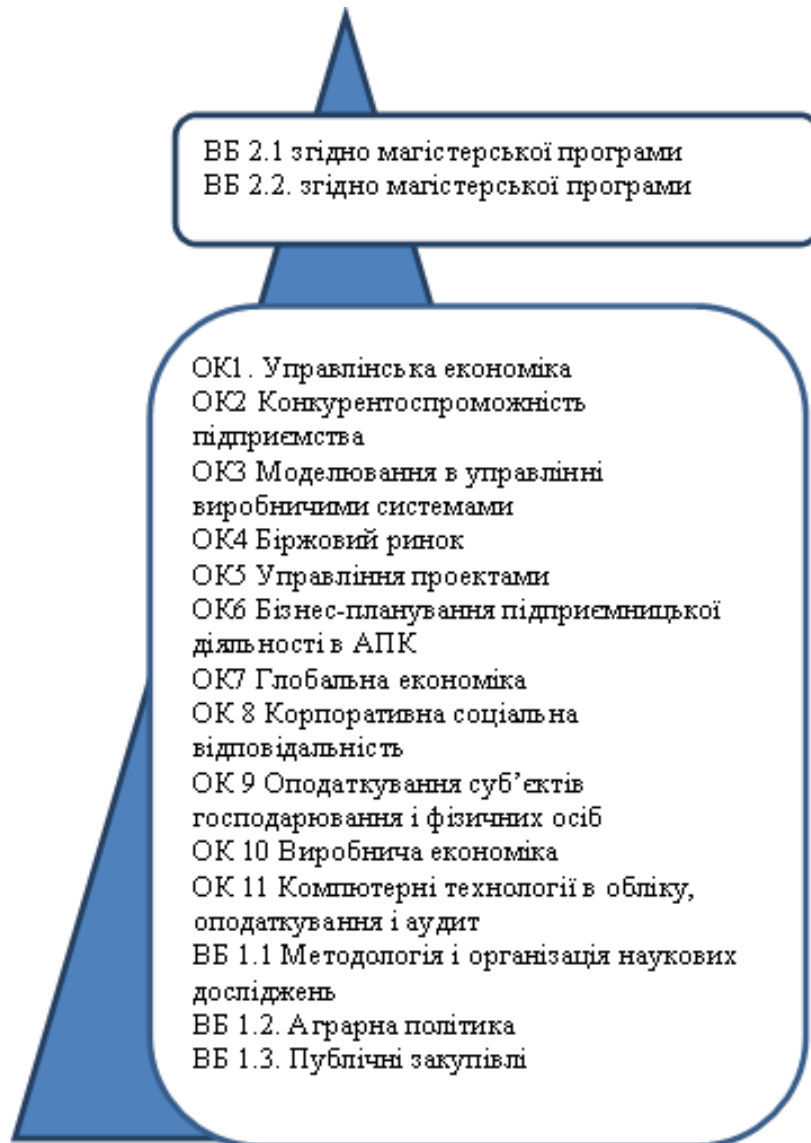 ВБ 2.1 згідно магістерської програми
ВБ 2.2. згідно магістерської програми
ОК1. Управлінська економіка
ОК2 Конкурентоспроможність
підприємства
ОК3 Моделювання в управлінні
виробничими системами
ОК4 Біржовий ринок
ОК5 Управління проектами
ОК6 Бізнес-планування підприємницької
діяльності в АПК
ОК7 Глобальна економіка
ОК 8 Корпоративна соціальна
відповідальність
ОК 9 Оподаткування суб’єктів
господарювання і фізичних осіб
ОК 10 Виробнича економіка
ОК 11 Компютерні технології в обліку,
оподаткування і аудит
ВБ 1.1 Методологія і організація наукових
досліджень
ВБ 1.2. Аграрна політика
ВБ 1.3. Публічні закупівлі